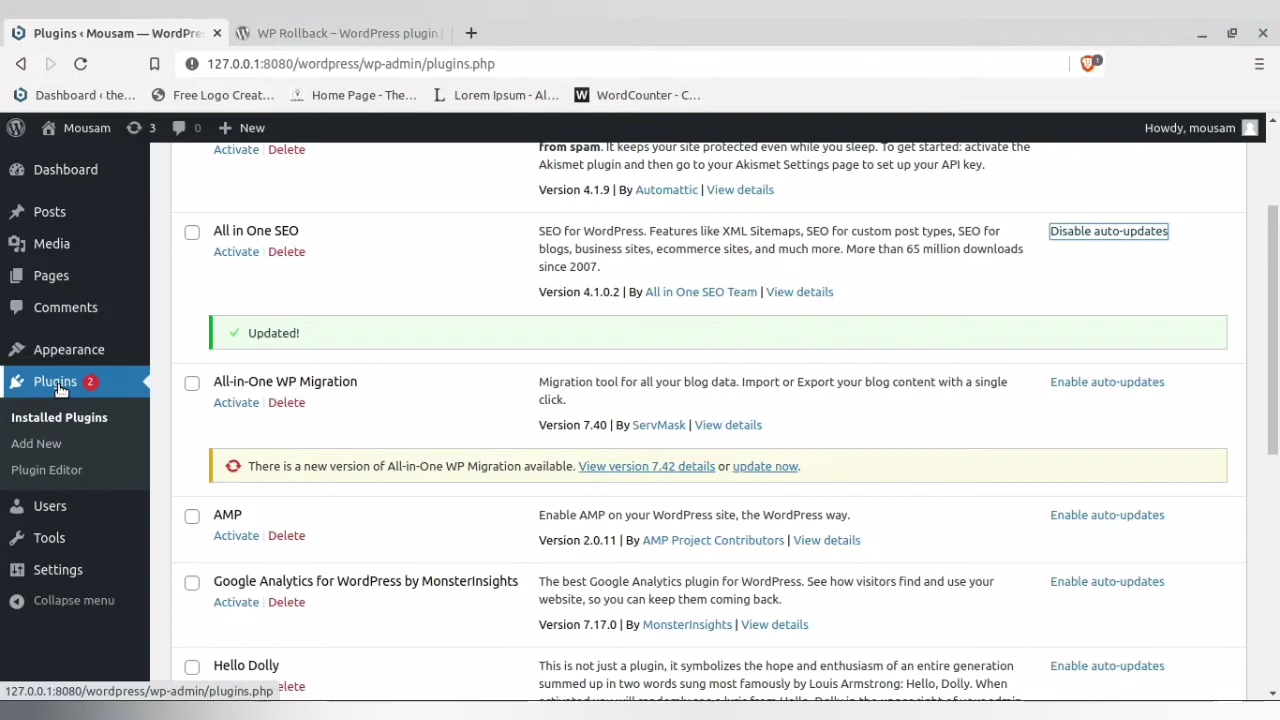 Plugins ‹ Mousam — WordPre
WP Rollback – WordPress plugin
127.0.0.1:8080/wordpress/wp-admin/plugins.php
1
Dashboard ‹ the...
Free Logo Creat...
Home Page - The...
L
Lorem Ipsum - Al...
W
WordCounter - C...
Mousam
3
0
New
Howdy, mousam
Dashboard
Posts
Media
Pages
Comments
Appearance
Plugins 2
Installed Plugins
Add New
Plugin Editor
Users
Tools
Settings
Collapse menu
Activate | Delete
from spam. It keeps your site protected even while you sleep. To get started: activate the
Akismet plugin and then go to your Akismet Settings page to set up your API key.
Version 4.1.9 | By Automattic | View details
All in One SEO
Activate | Delete
SEO for WordPress. Features like XML Sitemaps, SEO for custom post types, SEO for
blogs, business sites, ecommerce sites, and much more. More than 65 million downloads
since 2007.
Version 4.1.0.2 | By All in One SEO Team | View details
Disable auto-updates
Updated!
All-in-One WP Migration
Activate | Delete
Migration tool for all your blog data. Import or Export your blog content with a single
click.
Version 7.40 | By ServMask | View details
Enable auto-updates
There is a new version of All-in-One WP Migration available. View version 7.42 details or update now.
AMP
Activate | Delete
Enable AMP on your WordPress site, the WordPress way.
Version 2.0.11 | By AMP Project Contributors | View details
Enable auto-updates
Google Analytics for WordPress by MonsterInsights
Activate | Delete
The best Google Analytics plugin for WordPress. See how visitors find and use your
website, so you can keep them coming back.
Version 7.17.0 | By MonsterInsights | View details
Enable auto-updates
Hello Dolly
elete
This is not just a plugin, it symbolizes the hope and enthusiasm of an entire generation
summed up in two words sung most famously by Louis Armstrong: Hello, Dolly. When
Enable auto-updates
127.0.0.1:8080/wordpress/wp-admin/plugins.php